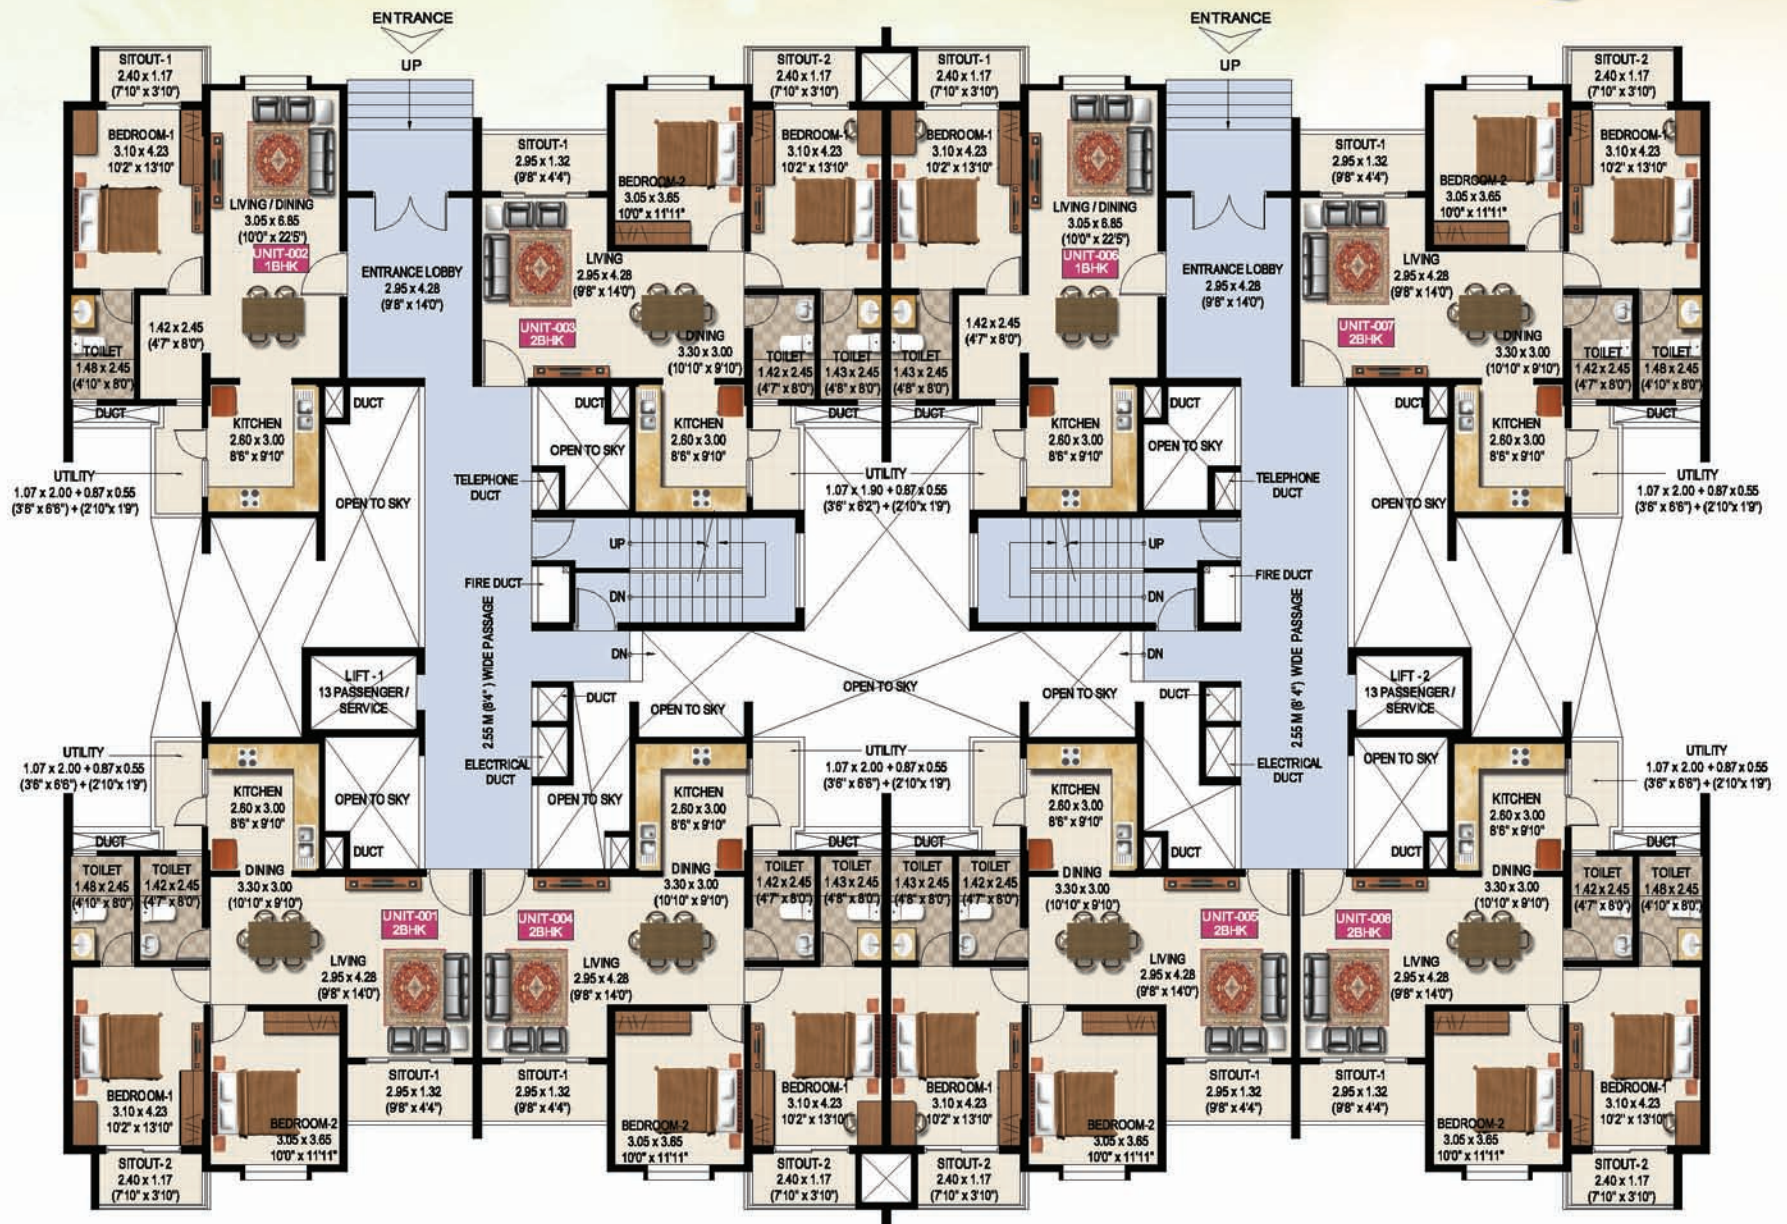 ENTRANCE
UP
ENTRANCE
UP
SITOUT-1
2.40 x 1.17
(7'10" x 3'10")
BEDROOM-1
3.10 x 4.23
10'2" x 13'10"
LIVING / DINING
3.05 x 6.85
(10'0" x 22'5")
UNIT-002
1BHK
1.42 x 2.45
(4'7" x 8'0")
TOILET
1.48 x 2.45
(4'10" x 8'0")
DUCT
KITCHEN
2.60 x 3.00
8'6" x 9'10"
DUCT
UTILITY
1.07 x 2.00 + 0.87 x 0.55
(3'6" x 6'6") + (2'10"x 1'9")
OPEN TO SKY
ENTRANCE LOBBY
2.95 x 4.28
(9'8" x 14'0")
SITOUT-1
2.95 x 1.32
(9'8" x 4'4")
BEDROOM-2
3.05 x 3.65
10'0" x 11'11"
SITOUT-2
2.40 x 1.17
(7'10" x 3'10")
BEDROOM-1
3.10 x 4.23
10'2" x 13'10"
LIVING
2.95 x 4.28
(9'8" x 14'0")
UNIT-003
2BHK
DINING
3.30 x 3.00
(10'10" x 9'10")
TOILET
1.42 x 2.45
(4'7" x 8'0")
TOILET
1.43 x 2.45
(4'8" x 8'0")
DUCT
DUCT
OPEN TO SKY
KITCHEN
2.60 x 3.00
8'6" x 9'10"
TELEPHONE
DUCT
UTILITY
1.07 x 1.90 + 0.87 x 0.55
(3'6" x 6'2") + (2'10"x 1'9")
SITOUT-1
2.40 x 1.17
(7'10" x 3'10")
BEDROOM-1
3.10 x 4.23
10'2" x 13'10"
LIVING / DINING
3.05 x 6.85
(10'0" x 22'5")
UNIT-006
1BHK
1.42 x 2.45
(4'7" x 8'0")
TOILET
1.43 x 2.45
(4'8" x 8'0")
DUCT
KITCHEN
2.60 x 3.00
8'6" x 9'10"
DUCT
OPEN TO SKY
TELEPHONE
DUCT
ENTRANCE LOBBY
2.95 x 4.28
(9'8" x 14'0")
SITOUT-1
2.95 x 1.32
(9'8" x 4'4")
BEDROOM-2
3.05 x 3.65
10'0" x 11'11"
SITOUT-2
2.40 x 1.17
(7'10" x 3'10")
BEDROOM-1
3.10 x 4.23
10'2" x 13'10"
LIVING
2.95 x 4.28
(9'8" x 14'0")
UNIT-007
2BHK
DINING
3.30 x 3.00
(10'10" x 9'10")
TOILET
1.42 x 2.45
(4'7" x 8'0")
TOILET
1.48 x 2.45
(4'10" x 8'0")
DUCT
DUCT
KITCHEN
2.60 x 3.00
8'6" x 9'10"
OPEN TO SKY
UTILITY
1.07 x 2.00 + 0.87 x 0.55
(3'6" x 6'6") + (2'10"x 1'9")
UP
FIRE DUCT
DN
DN
2.55 M (8'4") WIDE PASSAGE
UP
FIRE DUCT
DN
DN
2.55 M (8' 4") WIDE PASSAGE
LIFT - 1
13 PASSENGER /
SERVICE
DUCT
OPEN TO SKY
OPEN TO SKY
OPEN TO SKY
DUCT
LIFT - 2
13 PASSENGER /
SERVICE
UTILITY
1.07 x 2.00 + 0.87 x 0.55
(3'6" x 6'6") + (2'10"x 1'9")
KITCHEN
2.60 x 3.00
8'6" x 9'10"
OPEN TO SKY
DUCT
ELECTRICAL
DUCT
OPEN TO SKY
KITCHEN
2.60 x 3.00
8'6" x 9'10"
UTILITY
1.07 x 2.00 + 0.87 x 0.55
(3'6" x 6'6") + (2'10"x 1'9")
KITCHEN
2.60 x 3.00
8'6" x 9'10"
DUCT
ELECTRICAL
DUCT
OPEN TO SKY
DUCT
KITCHEN
2.60 x 3.00
8'6" x 9'10"
UTILITY
1.07 x 2.00 + 0.87 x 0.55
(3'6" x 6'6") + (2'10"x 1'9")
DUCT
TOILET
1.48 x 2.45
(4'10" x 8'0")
TOILET
1.42 x 2.45
(4'7" x 8'0")
DINING
3.30 x 3.00
(10'10" x 9'10")
UNIT-001
2BHK
LIVING
2.95 x 4.28
(9'8" x 14'0")
BEDROOM-1
3.10 x 4.23
10'2" x 13'10"
BEDROOM-2
3.05 x 3.65
10'0" x 11'11"
SITOUT-1
2.95 x 1.32
(9'8" x 4'4")
SITOUT-2
2.40 x 1.17
(7'10" x 3'10")
DINING
3.30 x 3.00
(10'10" x 9'10")
UNIT-004
2BHK
LIVING
2.95 x 4.28
(9'8" x 14'0")
DUCT
TOILET
1.42 x 2.45
(4'7" x 8'0")
TOILET
1.43 x 2.45
(4'8" x 8'0")
SITOUT-1
2.95 x 1.32
(9'8" x 4'4")
BEDROOM-2
3.05 x 3.65
10'0" x 11'11"
BEDROOM-1
3.10 x 4.23
10'2" x 13'10"
SITOUT-2
2.40 x 1.17
(7'10" x 3'10")
DUCT
TOILET
1.43 x 2.45
(4'8" x 8'0")
TOILET
1.42 x 2.45
(4'7" x 8'0")
DINING
3.30 x 3.00
(10'10" x 9'10")
UNIT-005
2BHK
LIVING
2.95 x 4.28
(9'8" x 14'0")
BEDROOM-1
3.10 x 4.23
10'2" x 13'10"
BEDROOM-2
3.05 x 3.65
10'0" x 11'11"
SITOUT-1
2.95 x 1.32
(9'8" x 4'4")
SITOUT-2
2.40 x 1.17
(7'10" x 3'10")
DINING
3.30 x 3.00
(10'10" x 9'10")
UNIT-008
2BHK
LIVING
2.95 x 4.28
(9'8" x 14'0")
DUCT
TOILET
1.42 x 2.45
(4'7" x 8'0")
TOILET
1.48 x 2.45
(4'10" x 8'0")
SITOUT-1
2.95 x 1.32
(9'8" x 4'4")
BEDROOM-2
3.05 x 3.65
10'0" x 11'11"
BEDROOM-1
3.10 x 4.23
10'2" x 13'10"
SITOUT-2
2.40 x 1.17
(7'10" x 3'10")